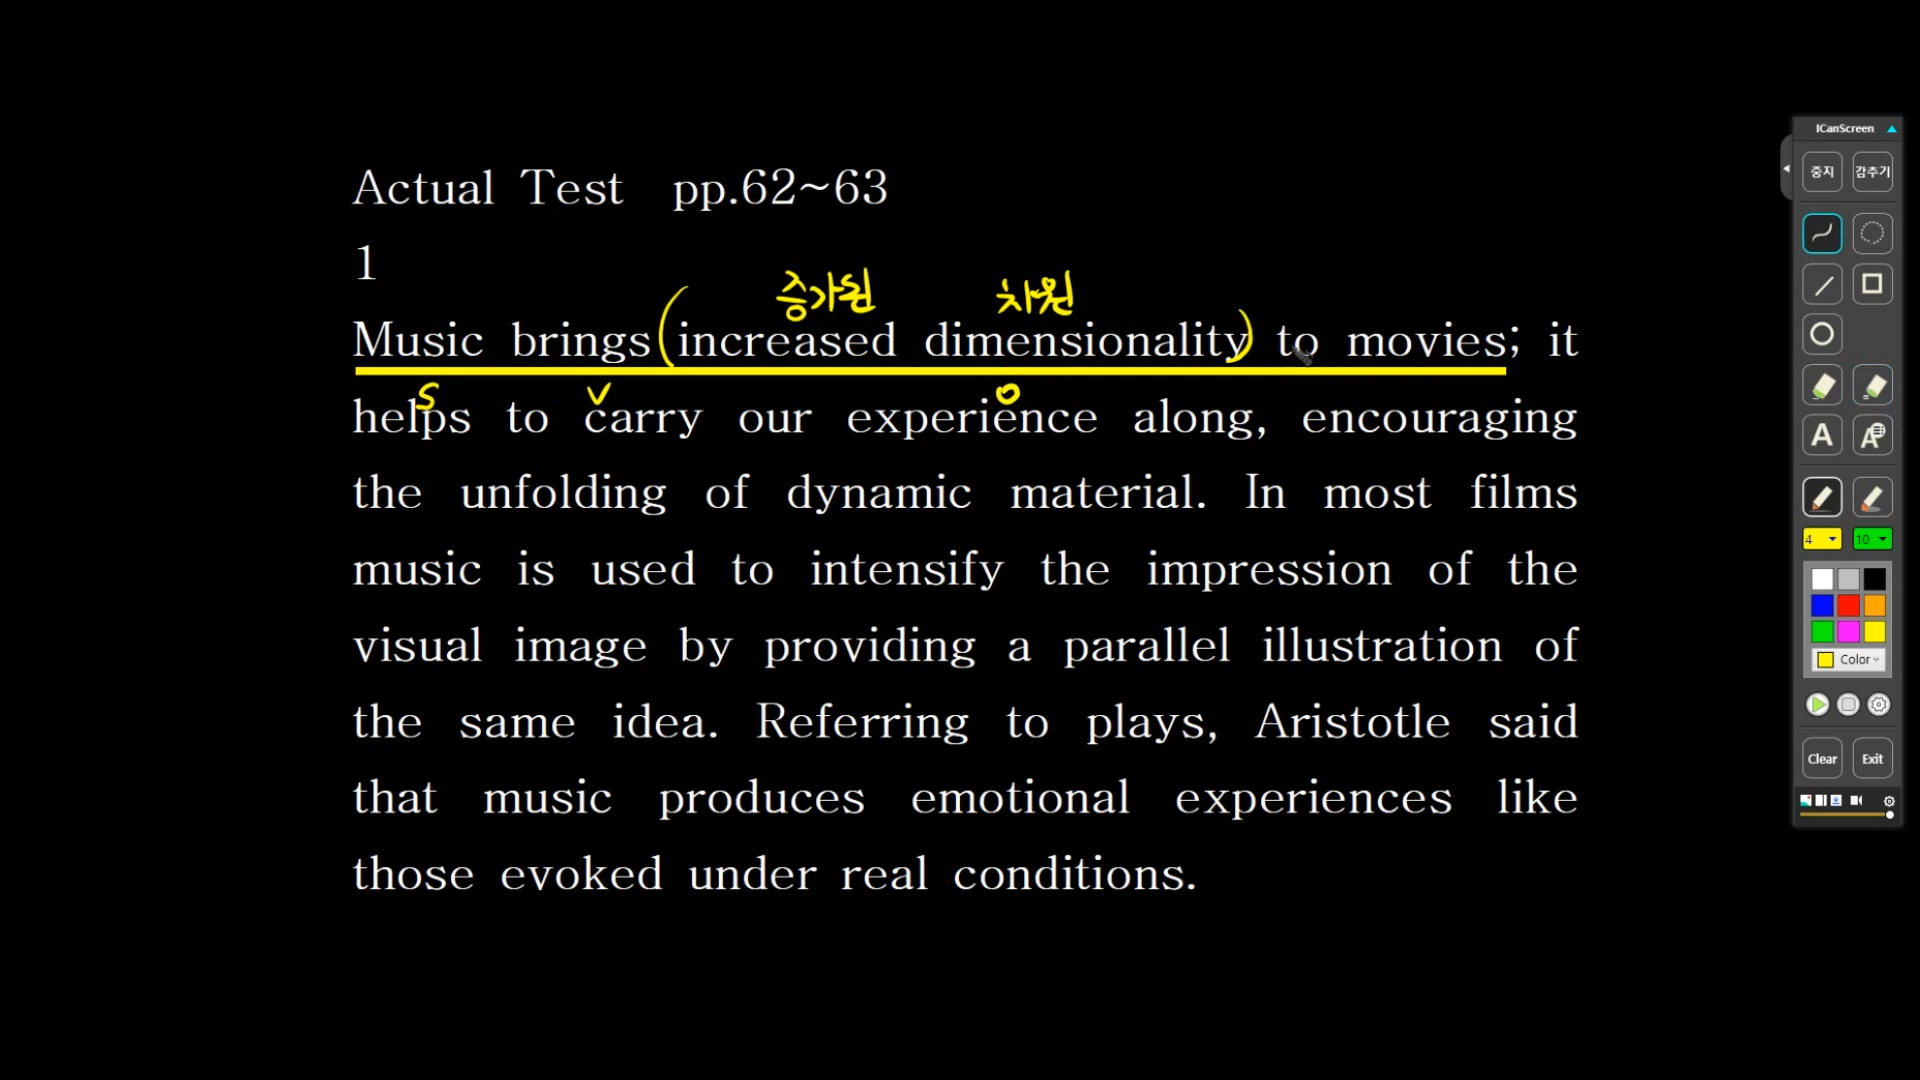 Actual Test pp.62~63
1
증가된 차원
Music brings (increased dimensionality) to movies; it
S V O
helps to carry our experience along, encouraging
the unfolding of dynamic material. In most films
music is used to intensify the impression of the
visual image by providing a parallel illustration of
the same idea. Referring to plays, Aristotle said
that music produces emotional experiences like
those evoked under real conditions.
ICanScreen
중지 감추기
A A
4 10
Color
Clear Exit